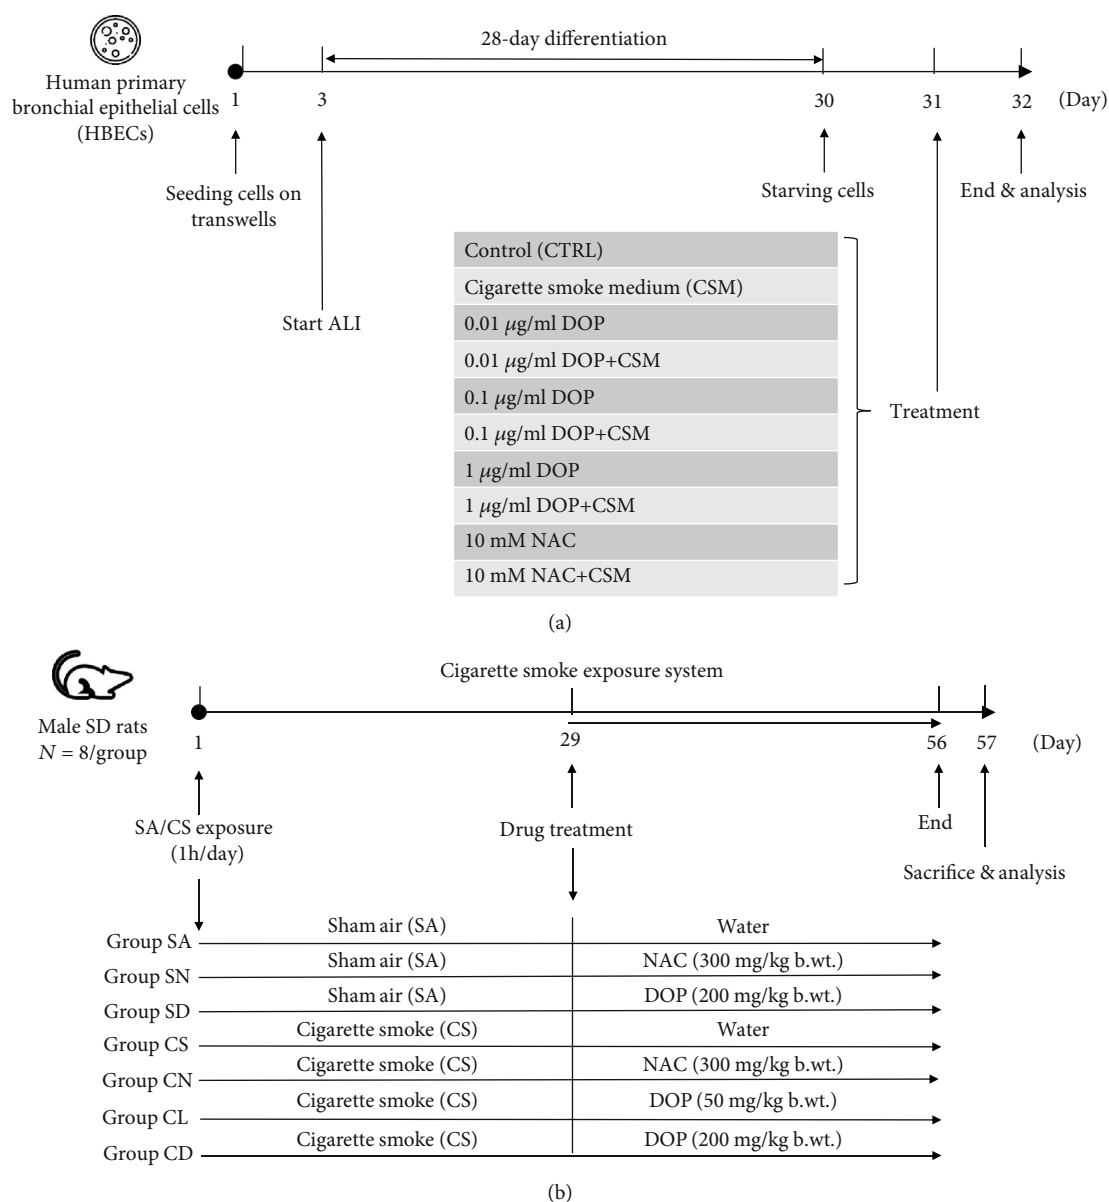 28-day differentiation
Human primary
bronchial epithelial cells
(HBECs)
1
3
30
31
32
(Day)
Seeding cells on
transwells
Start ALI
Starving cells
End & analysis
Control (CTRL)
Cigarette smoke medium (CSM)
0.01 μg/ml DOP
0.01 μg/ml DOP+CSM
0.1 μg/ml DOP
0.1 μg/ml DOP+CSM
1 μg/ml DOP
1 μg/ml DOP+CSM
10 mM NAC
10 mM NAC+CSM
Treatment
(a)
Cigarette smoke exposure system
Male SD rats
N = 8/group
1
29
56
57
(Day)
SA/CS exposure
(1h/day)
Drug treatment
End
Sacrifice & analysis
Group SA Sham air (SA) Water
Group SN Sham air (SA) NAC (300 mg/kg b.wt.)
Group SD Sham air (SA) DOP (200 mg/kg b.wt.)
Group CS Cigarette smoke (CS) Water
Group CN Cigarette smoke (CS) NAC (300 mg/kg b.wt.)
Group CL Cigarette smoke (CS) DOP (50 mg/kg b.wt.)
Group CD Cigarette smoke (CS) DOP (200 mg/kg b.wt.)
(b)